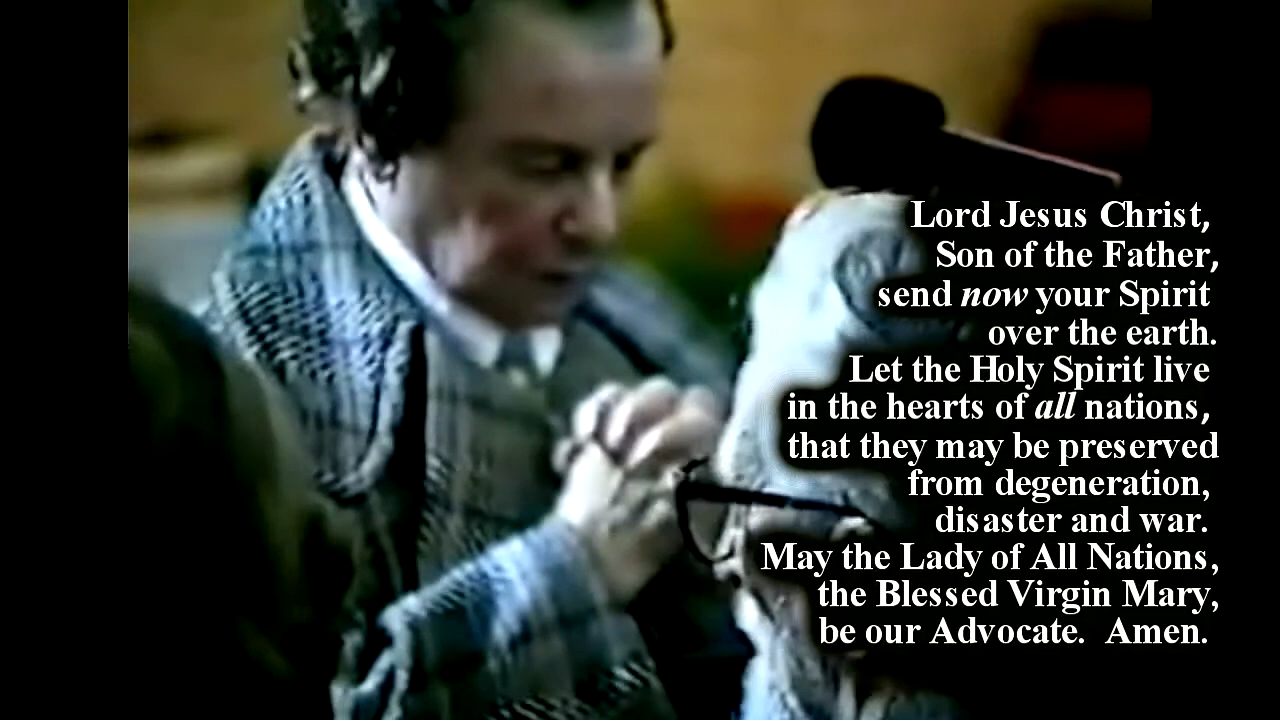 Lord Jesus Christ,
Son of the Father,
send now your Spirit
over the earth.
Let the Holy Spirit live
in the hearts of all nations,
that they may be preserved
from degeneration,
disaster and war.
May the Lady of All Nations,
the Blessed Virgin Mary,
be our Advocate. Amen.